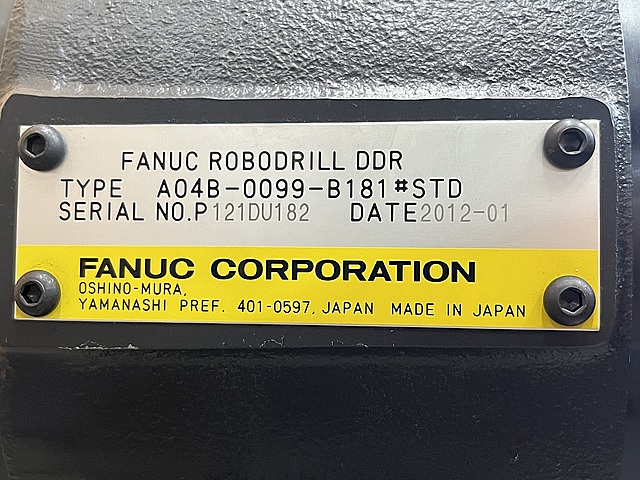 FANUC ROBODRILL DDR
TYPE A04B-0099-B181#STD
SERIAL NO.P121DU182 DATE2012-01
FANUC CORPORATION
OSHINO-MURA,
YAMANASHI PREF. 401-0597, JAPAN MADE IN JAPAN